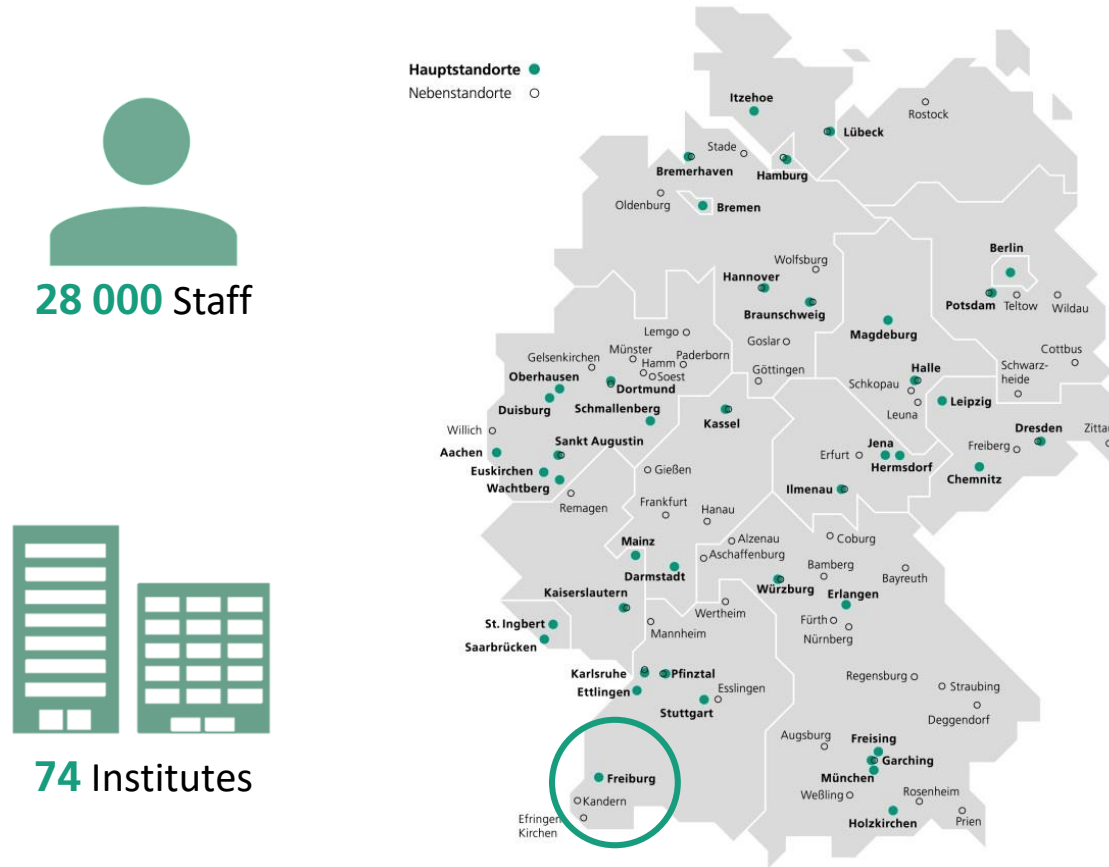 28 000 Staff
74 Institutes
Hauptstandorte
Nebenstandorte
Itzehoe
Rostock
Lübeck
Stade
Bremerhaven
Hamburg
Oldenburg
Bremen
Berlin
Wolfsburg
Hannover
Potsdam
Teltow
Wildau
Braunschweig
Magdeburg
Lemgo
Goslar
Münster
Paderborn
Gelsenkirchen
Hamm
Soest
Göttingen
Cottbus
Schwarz-
heide
Oberhausen
Dortmund
Halle
Schkopau
Leuna
Leipzig
Duisburg
Schmallenberg
Kassel
Willich
Sankt Augustin
Aachen
Gießen
Erfurt
Jena
Hermsdorf
Freiberg
Dresden
Zittau
Euskirchen
Wachtberg
Chemnitz
Remagen
Ilmenau
Frankfurt
Hanau
Coburg
Alzenau
Mainz
Aschaffenburg
Darmstadt
Bamberg
Bayreuth
Würzburg
Erlangen
Kaiserslautern
Wertheim
Fürth
Nürnberg
St. Ingbert
Mannheim
Saarbrücken
Karlsruhe
Pfinztal
Regensburg
Straubing
Ettlingen
Esslingen
Stuttgart
Deggendorf
Augsburg
Freising
Garching
Freiburg
München
Weßling
Rosenheim
Kandern
Holzkirchen
Prien
Efringen
Kirchen